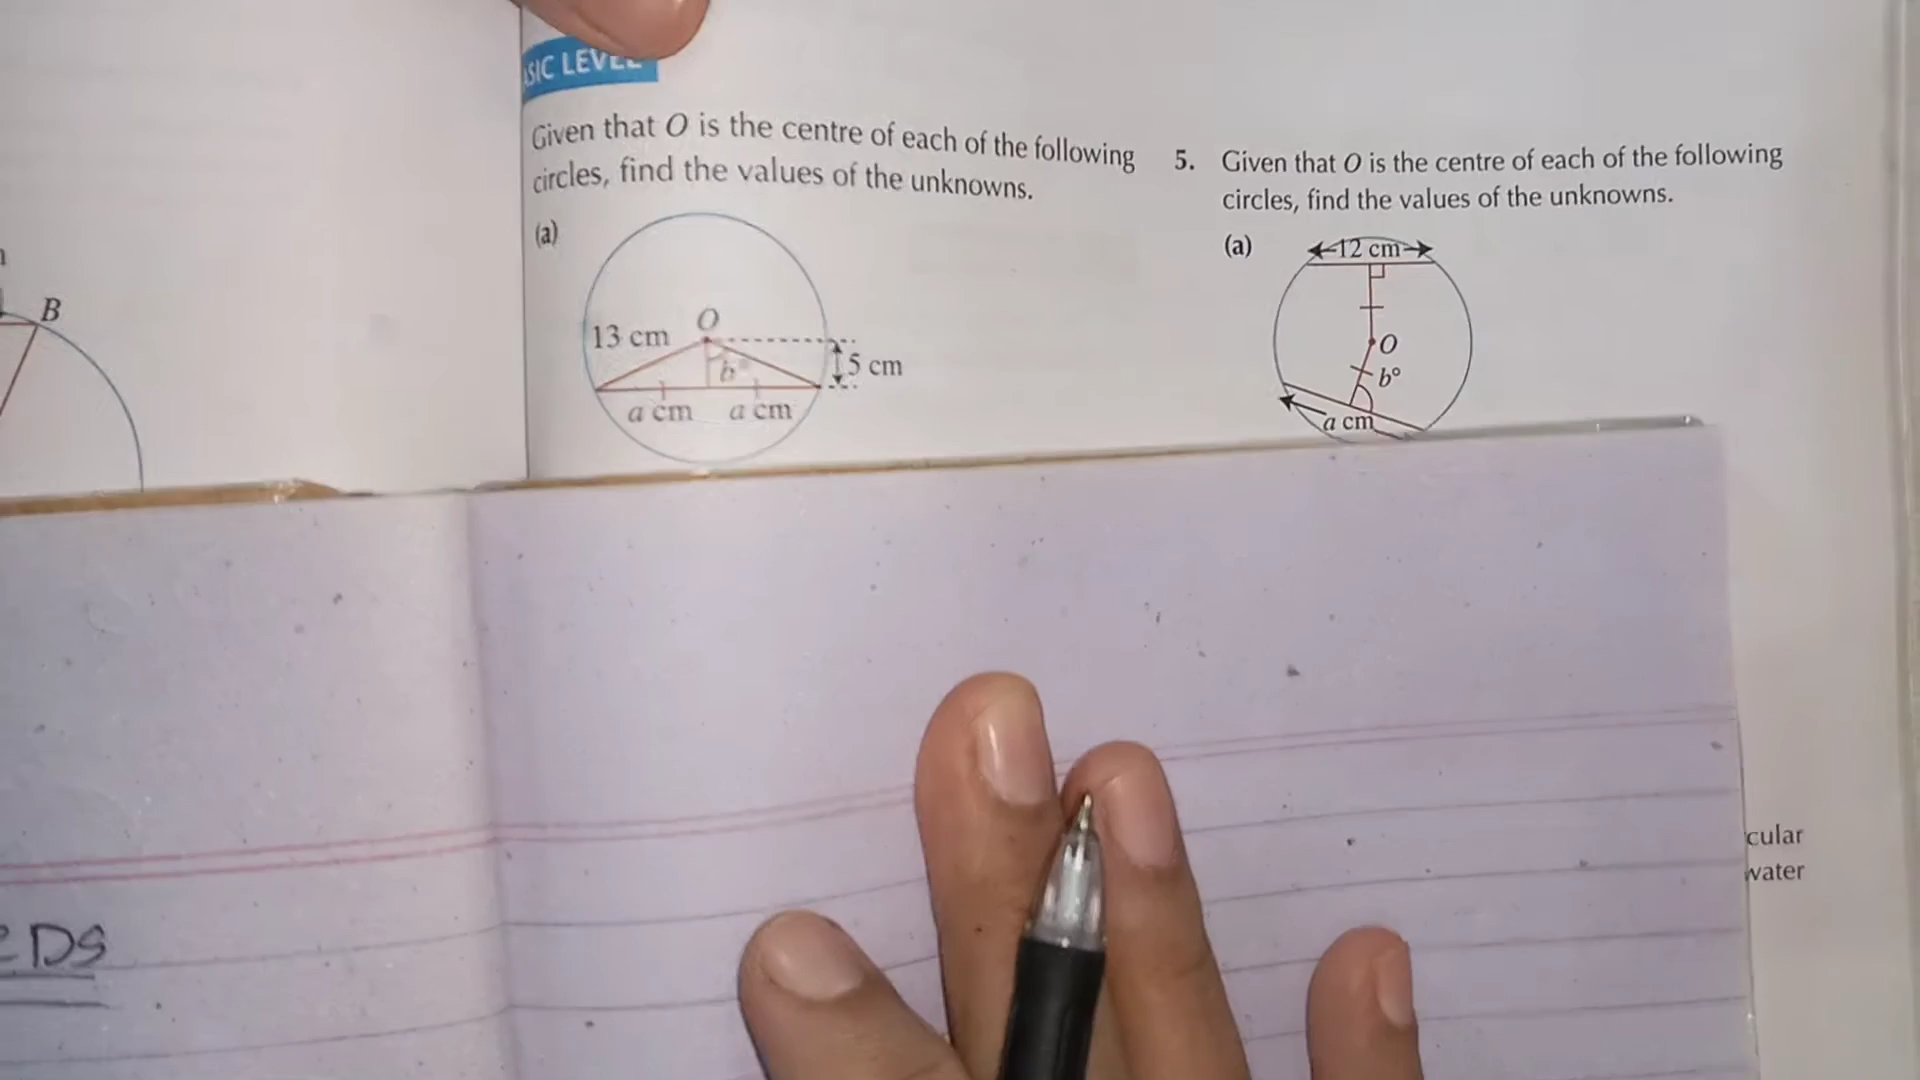 B
SIC LEVEL
Given that O is the centre of each of the following
circles, find the values of the unknowns.
(a)
13 cm
O
b°
5 cm
a cm a cm
5. Given that O is the centre of each of the following
circles, find the values of the unknowns.
(a)
12 cm
O
b°
a cm
cular
water
DS